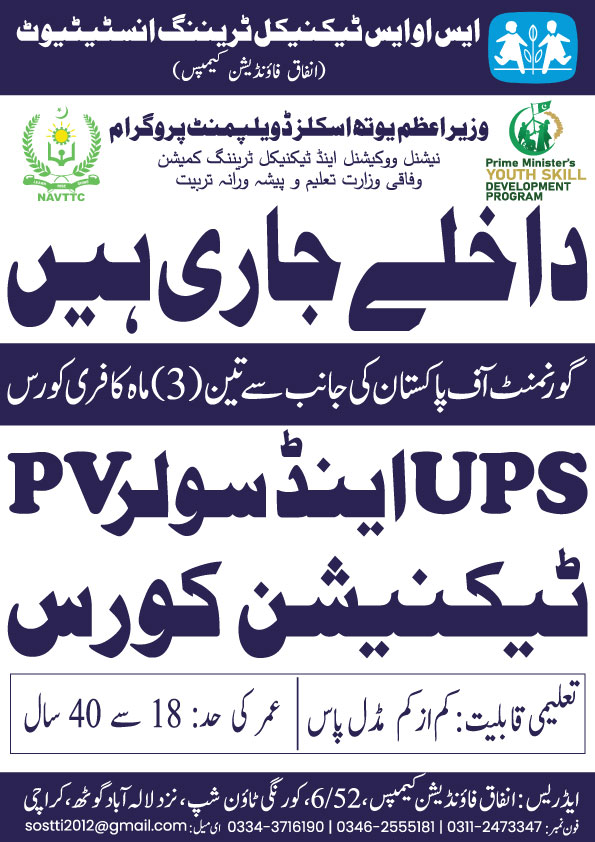 ایس او ایس ٹیکنیکل ٹریننگ انسٹیٹیوٹ
(انفاق فاؤنڈیشن کیمپس)
وزیراعظم یوتھ اسکلز ڈویلپمنٹ پروگرام
نیشنل ووکیشنل اینڈ ٹیکنیکل ٹریننگ کمیشن
وفاقی وزارت تعلیم و پیشہ ورانہ تربیت
NAVTTC
Prime Minister's
YOUTH SKILL
DEVELOPMENT
PROGRAM
داخلے جاری ہیں
گورنمنٹ آف پاکستان کی جانب سے تین (3) ماہ کا فری کورس
UPS اینڈ سولر PV
ٹیکنیشن کورس
تعلیمی قابلیت: کم از کم مڈل پاس
عمر کی حد: 18 سے 40 سال
ایڈریس: انفاق فاؤنڈیشن کیمپس، 6/52، کورنگی ٹاؤن شپ، نزد لالہ آباد گوٹھ، کراچی
فون نمبر: 0311-2473347 | 0346-2555181 | 0334-3716190 ای میل: sostti2012@gmail.com